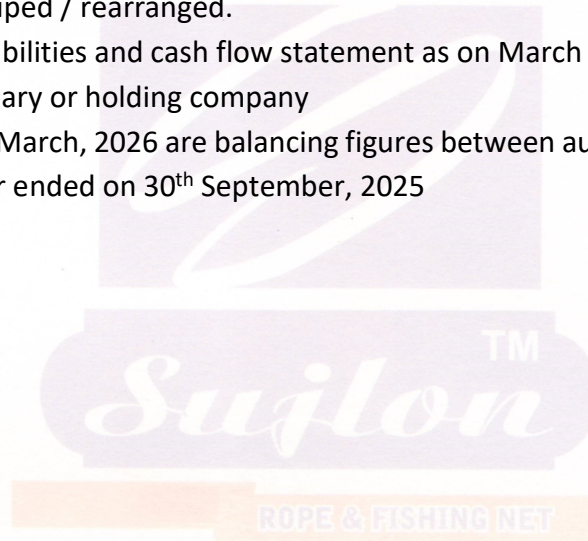 iped / rearranged.
bilities and cash flow statement as on March
ary or holding company
March, 2026 are balancing figures between au
r ended on 30th September, 2025
TM
Sujlon
ROPE & FISHING NET